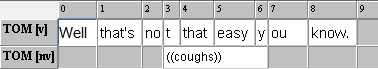 0 1 2 3 4 5 6 7 8 9
TOM [v] Well that's no t that easy y ou know.
TOM [nv] ((coughs))